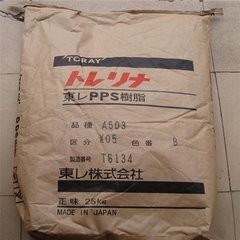 TORAY
トレリナ
東レPPS樹脂
品種 A503
区分 X05 色番 B
製造番号 T6134
東レ株式会社
正味 25kg
MADE IN JAPAN